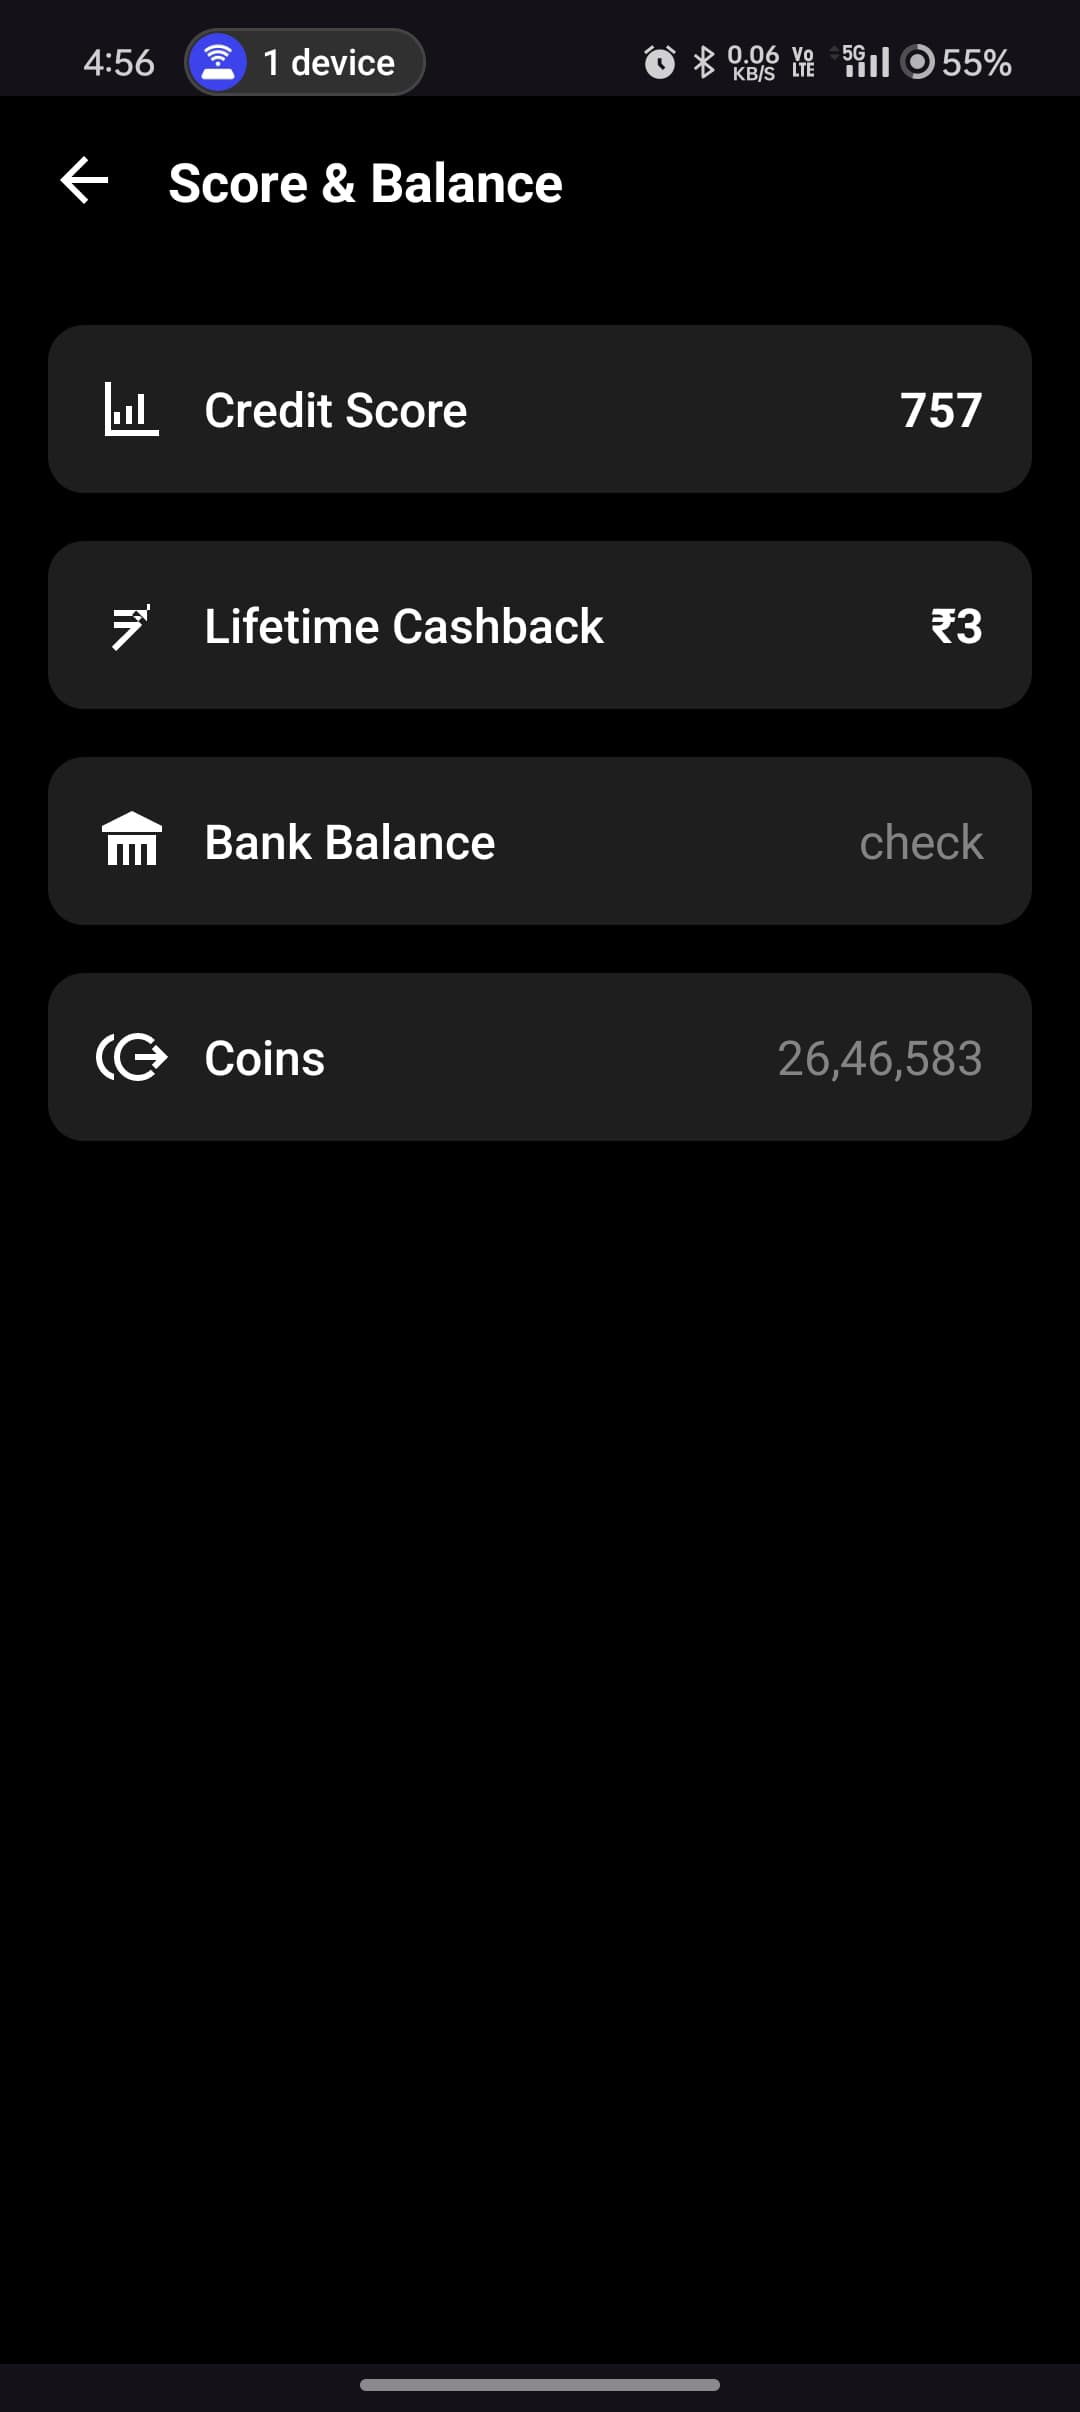 4:56 1 device 0.06 KB/S Vo LTE 5G 55%
Score & Balance
Credit Score 757
Lifetime Cashback ₹3
Bank Balance check
Coins 26,46,583